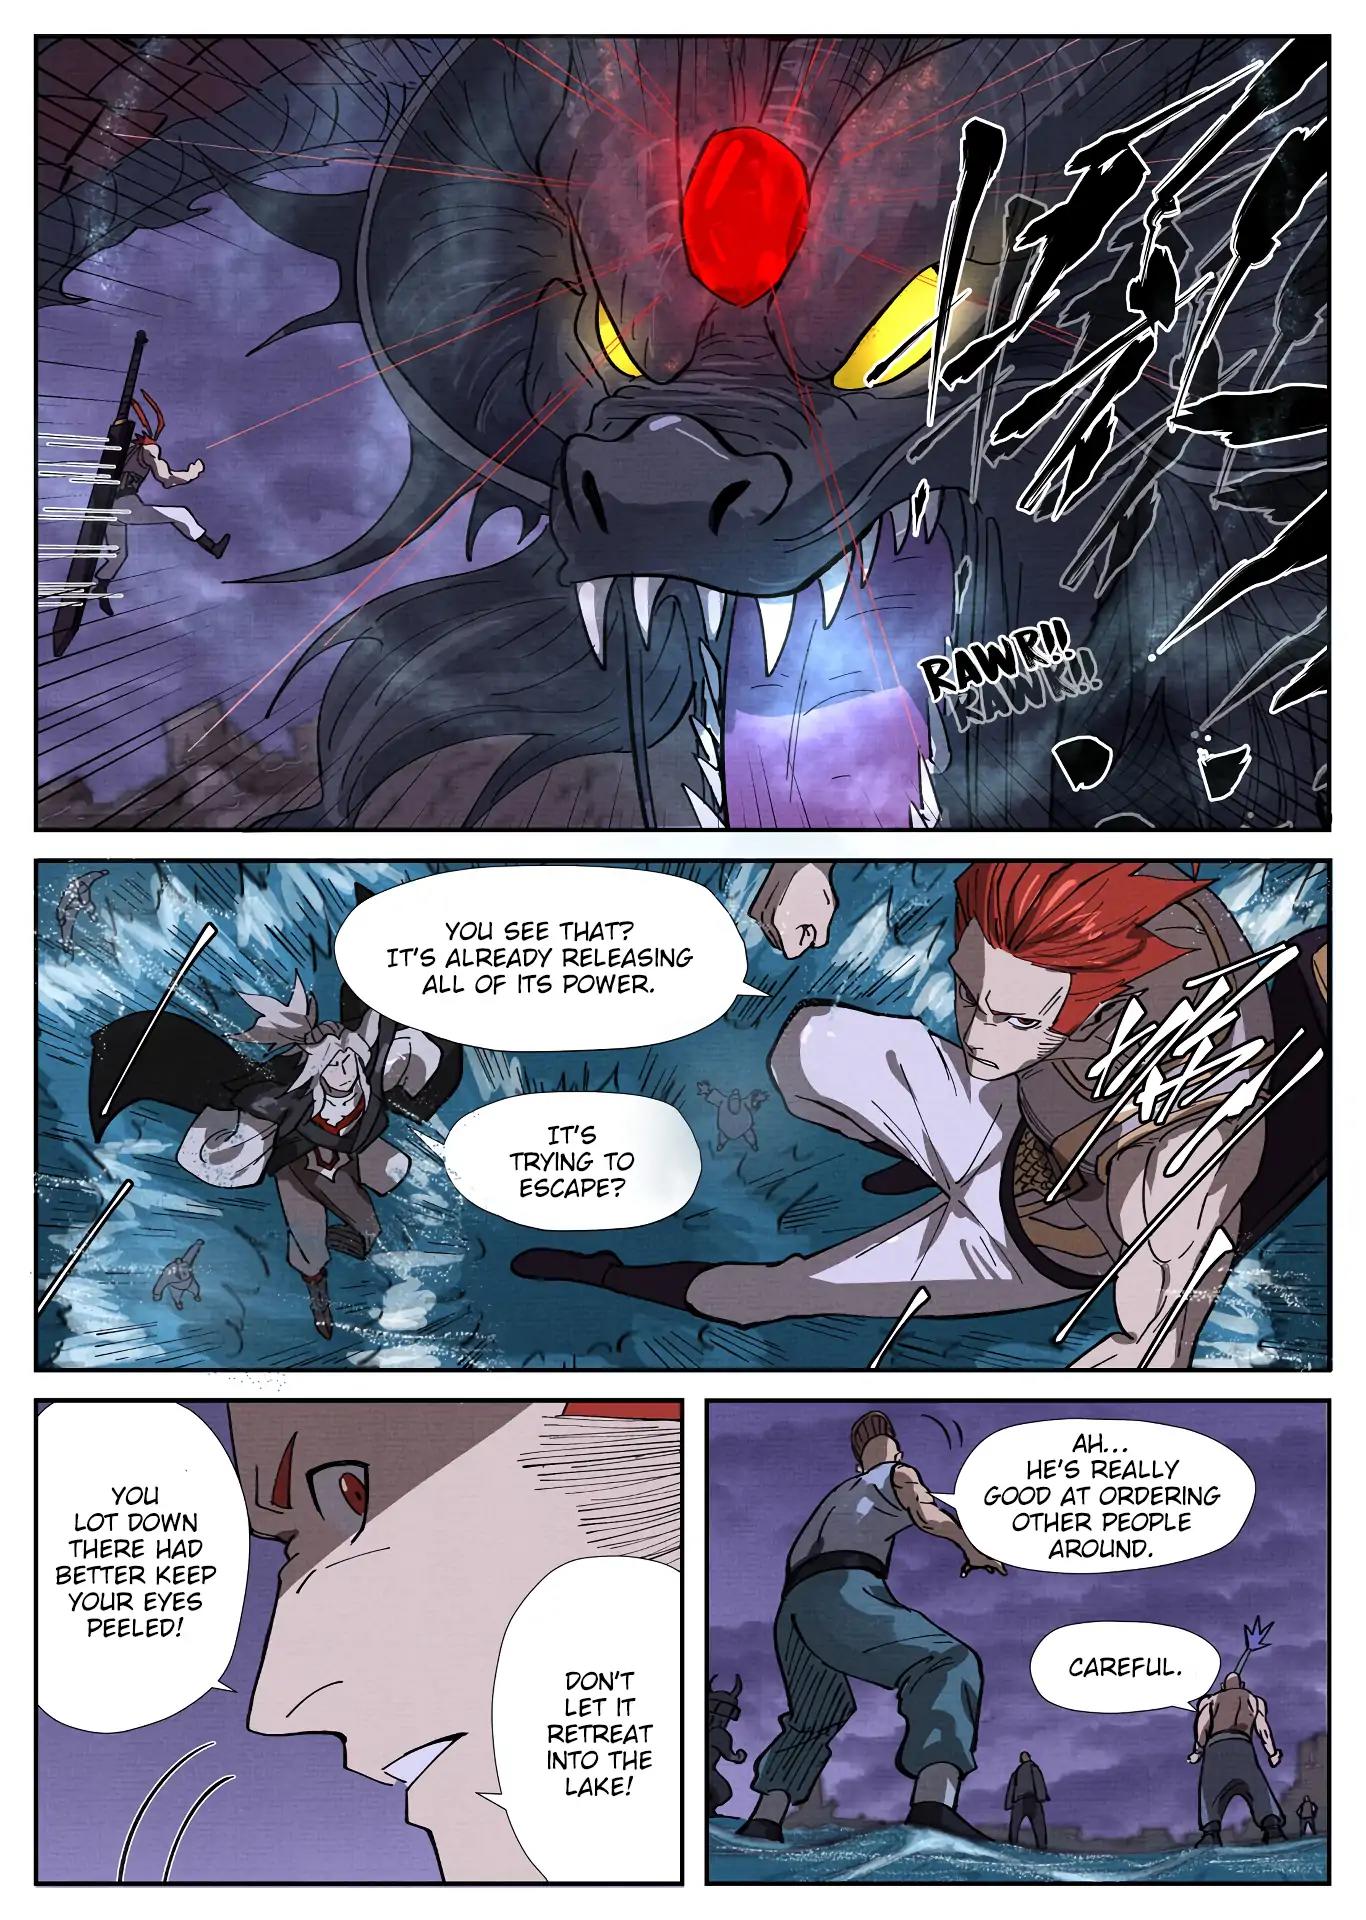 RAWR!!
RAWR!!
YOU SEE THAT?
IT'S ALREADY RELEASING
ALL OF ITS POWER.
IT'S
TRYING TO
ESCAPE?
YOU
LOT DOWN
THERE HAD
BETTER KEEP
YOUR EYES
PEELED!
DON'T
LET IT
RETREAT
INTO THE
LAKE!
AH...
HE'S REALLY
GOOD AT ORDERING
OTHER PEOPLE
AROUND.
CAREFUL.